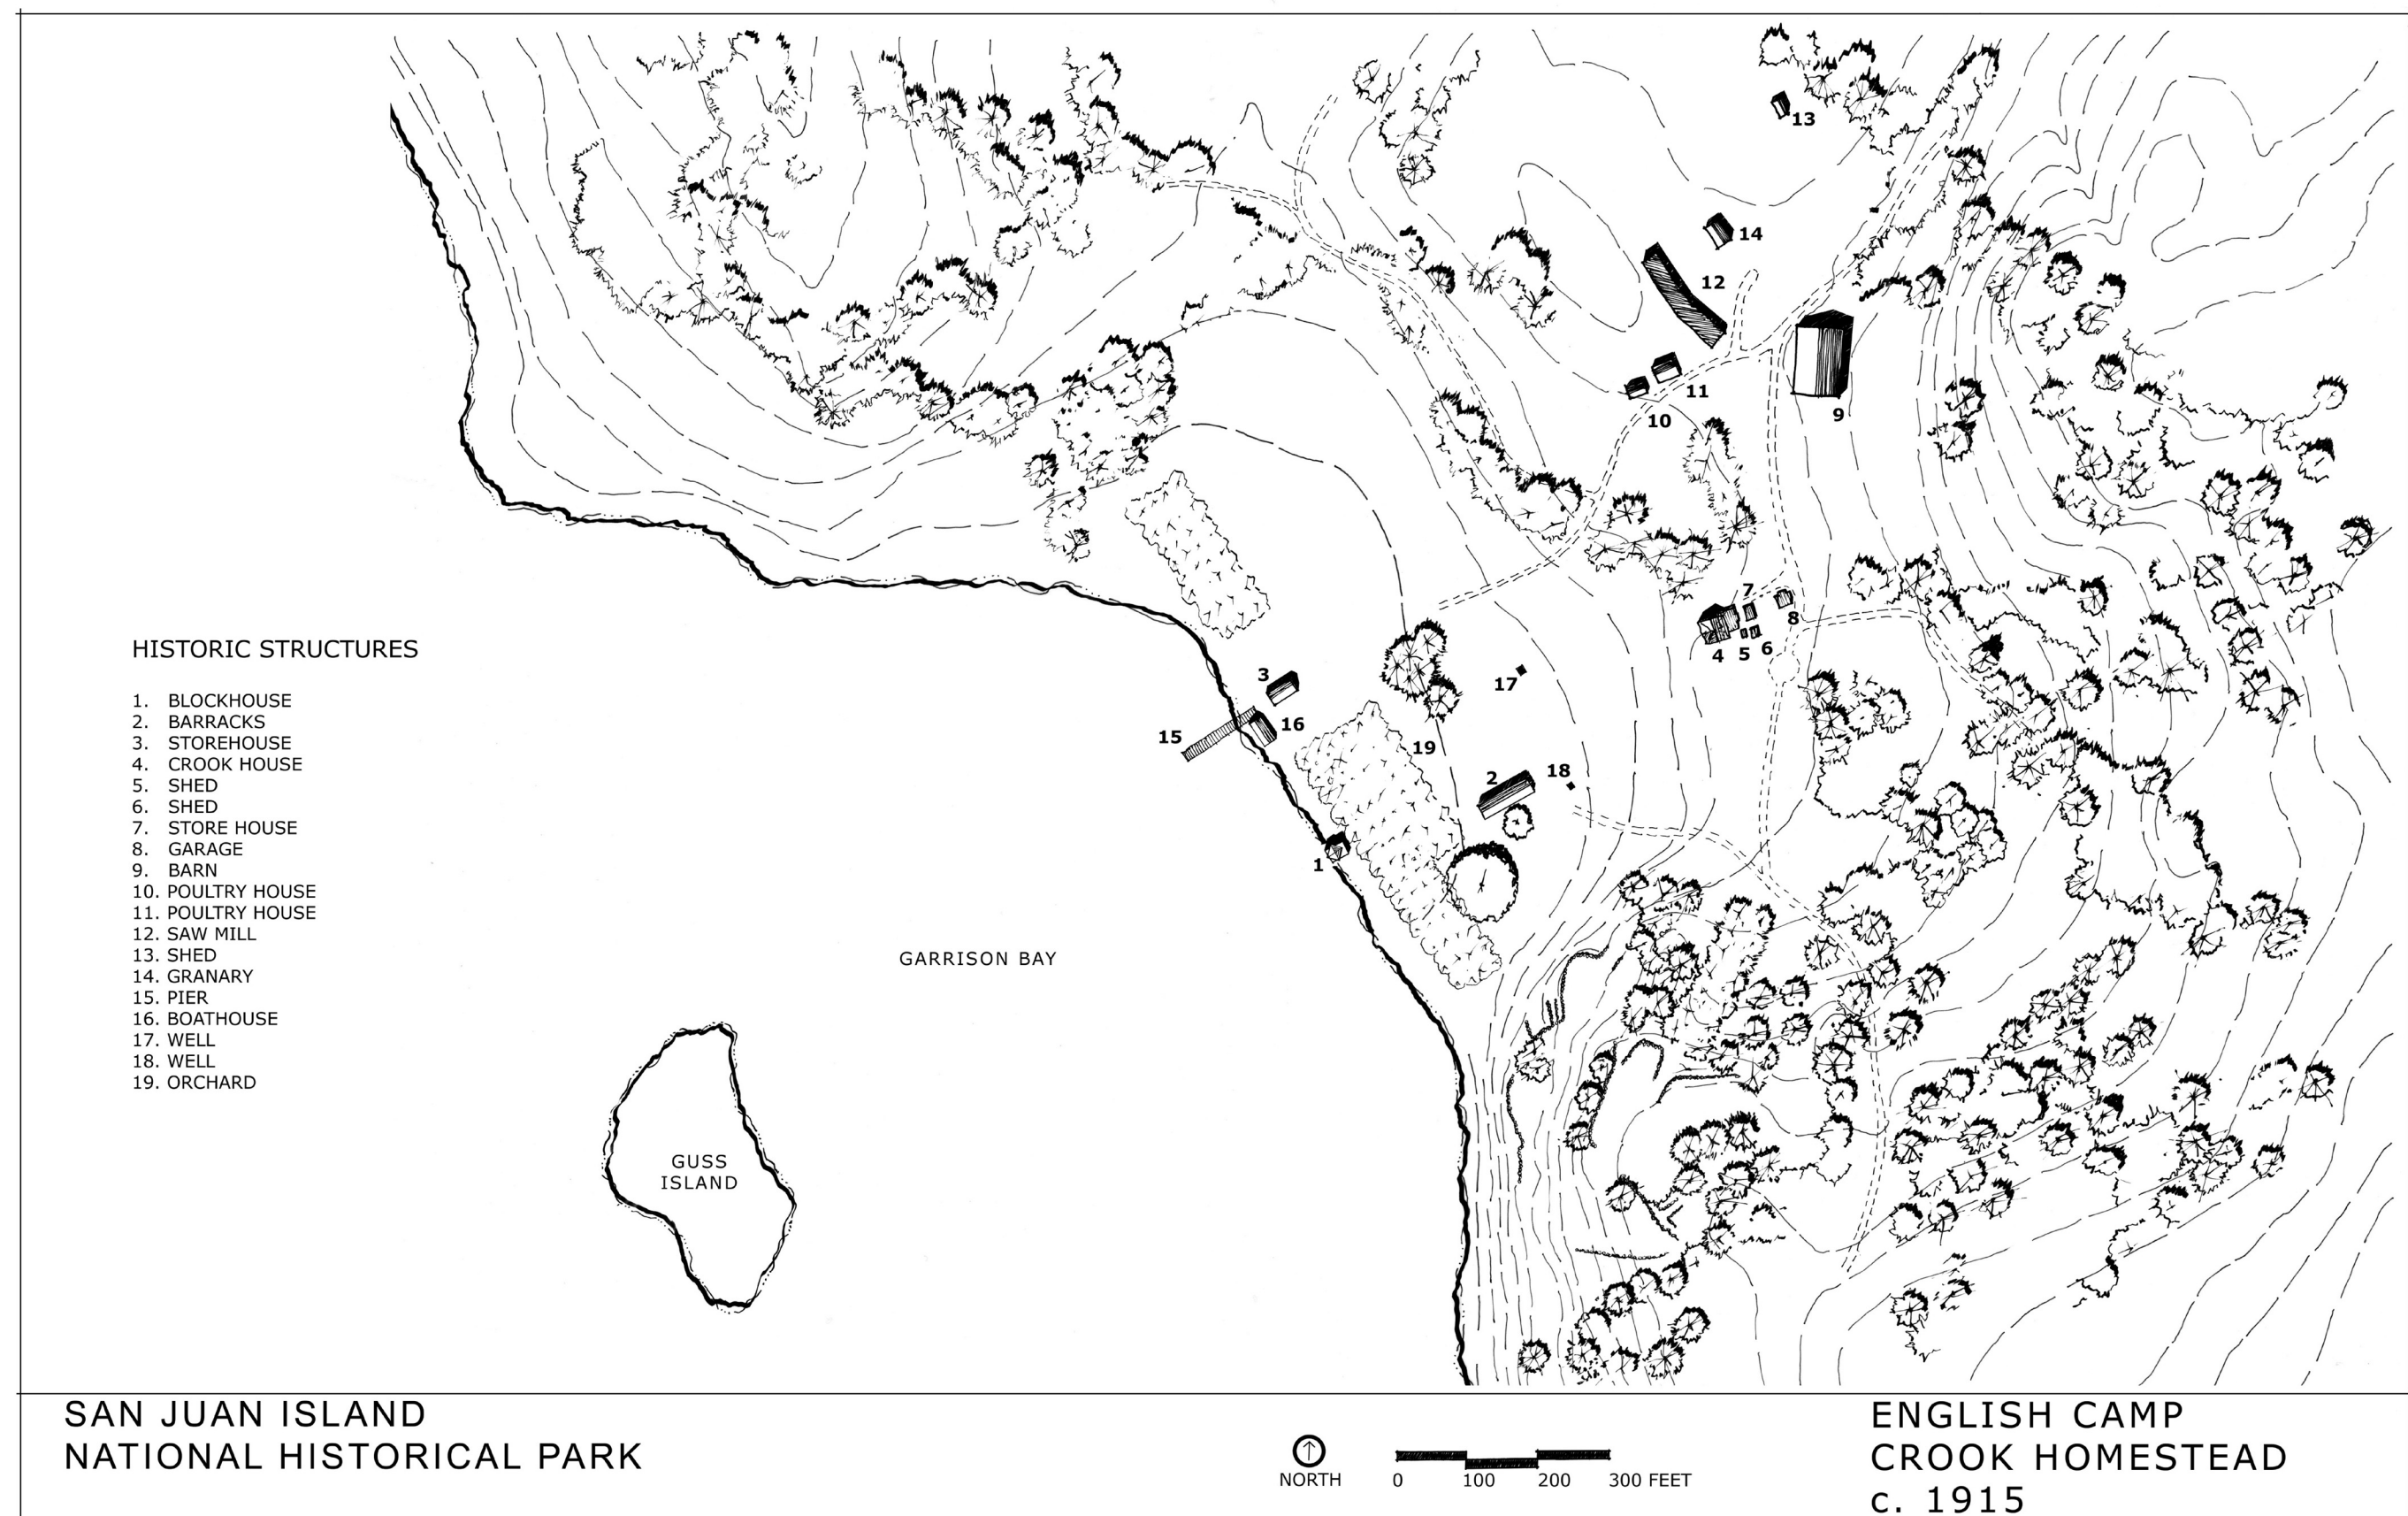 13
14
12
11
10
9
7
8
4
5
6
3
17
16
15
19
2
18
1
HISTORIC STRUCTURES
1. BLOCKHOUSE
2. BARRACKS
3. STOREHOUSE
4. CROOK HOUSE
5. SHED
6. SHED
7. STORE HOUSE
8. GARAGE
9. BARN
10. POULTRY HOUSE
11. POULTRY HOUSE
12. SAW MILL
13. SHED
14. GRANARY
15. PIER
16. BOATHOUSE
17. WELL
18. WELL
19. ORCHARD
GARRISON BAY
GUSS
ISLAND
SAN JUAN ISLAND
NATIONAL HISTORICAL PARK
NORTH
0 100 200 300 FEET
ENGLISH CAMP
CROOK HOMESTEAD
c. 1915